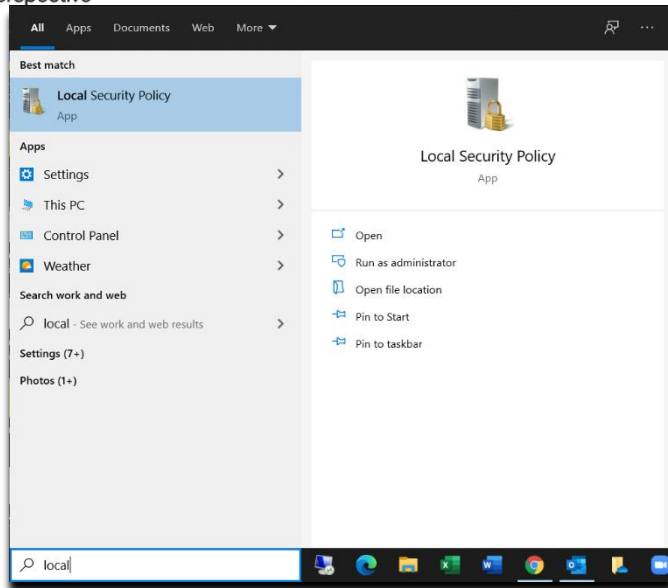 All Apps Documents Web More
Best match
Local Security Policy
App
Apps
Settings
This PC
Control Panel
Weather
Search work and web
local - See work and web results
Settings (7+)
Photos (1+)
Local Security Policy
App
Open
Run as administrator
Open file location
Pin to Start
Pin to taskbar
local